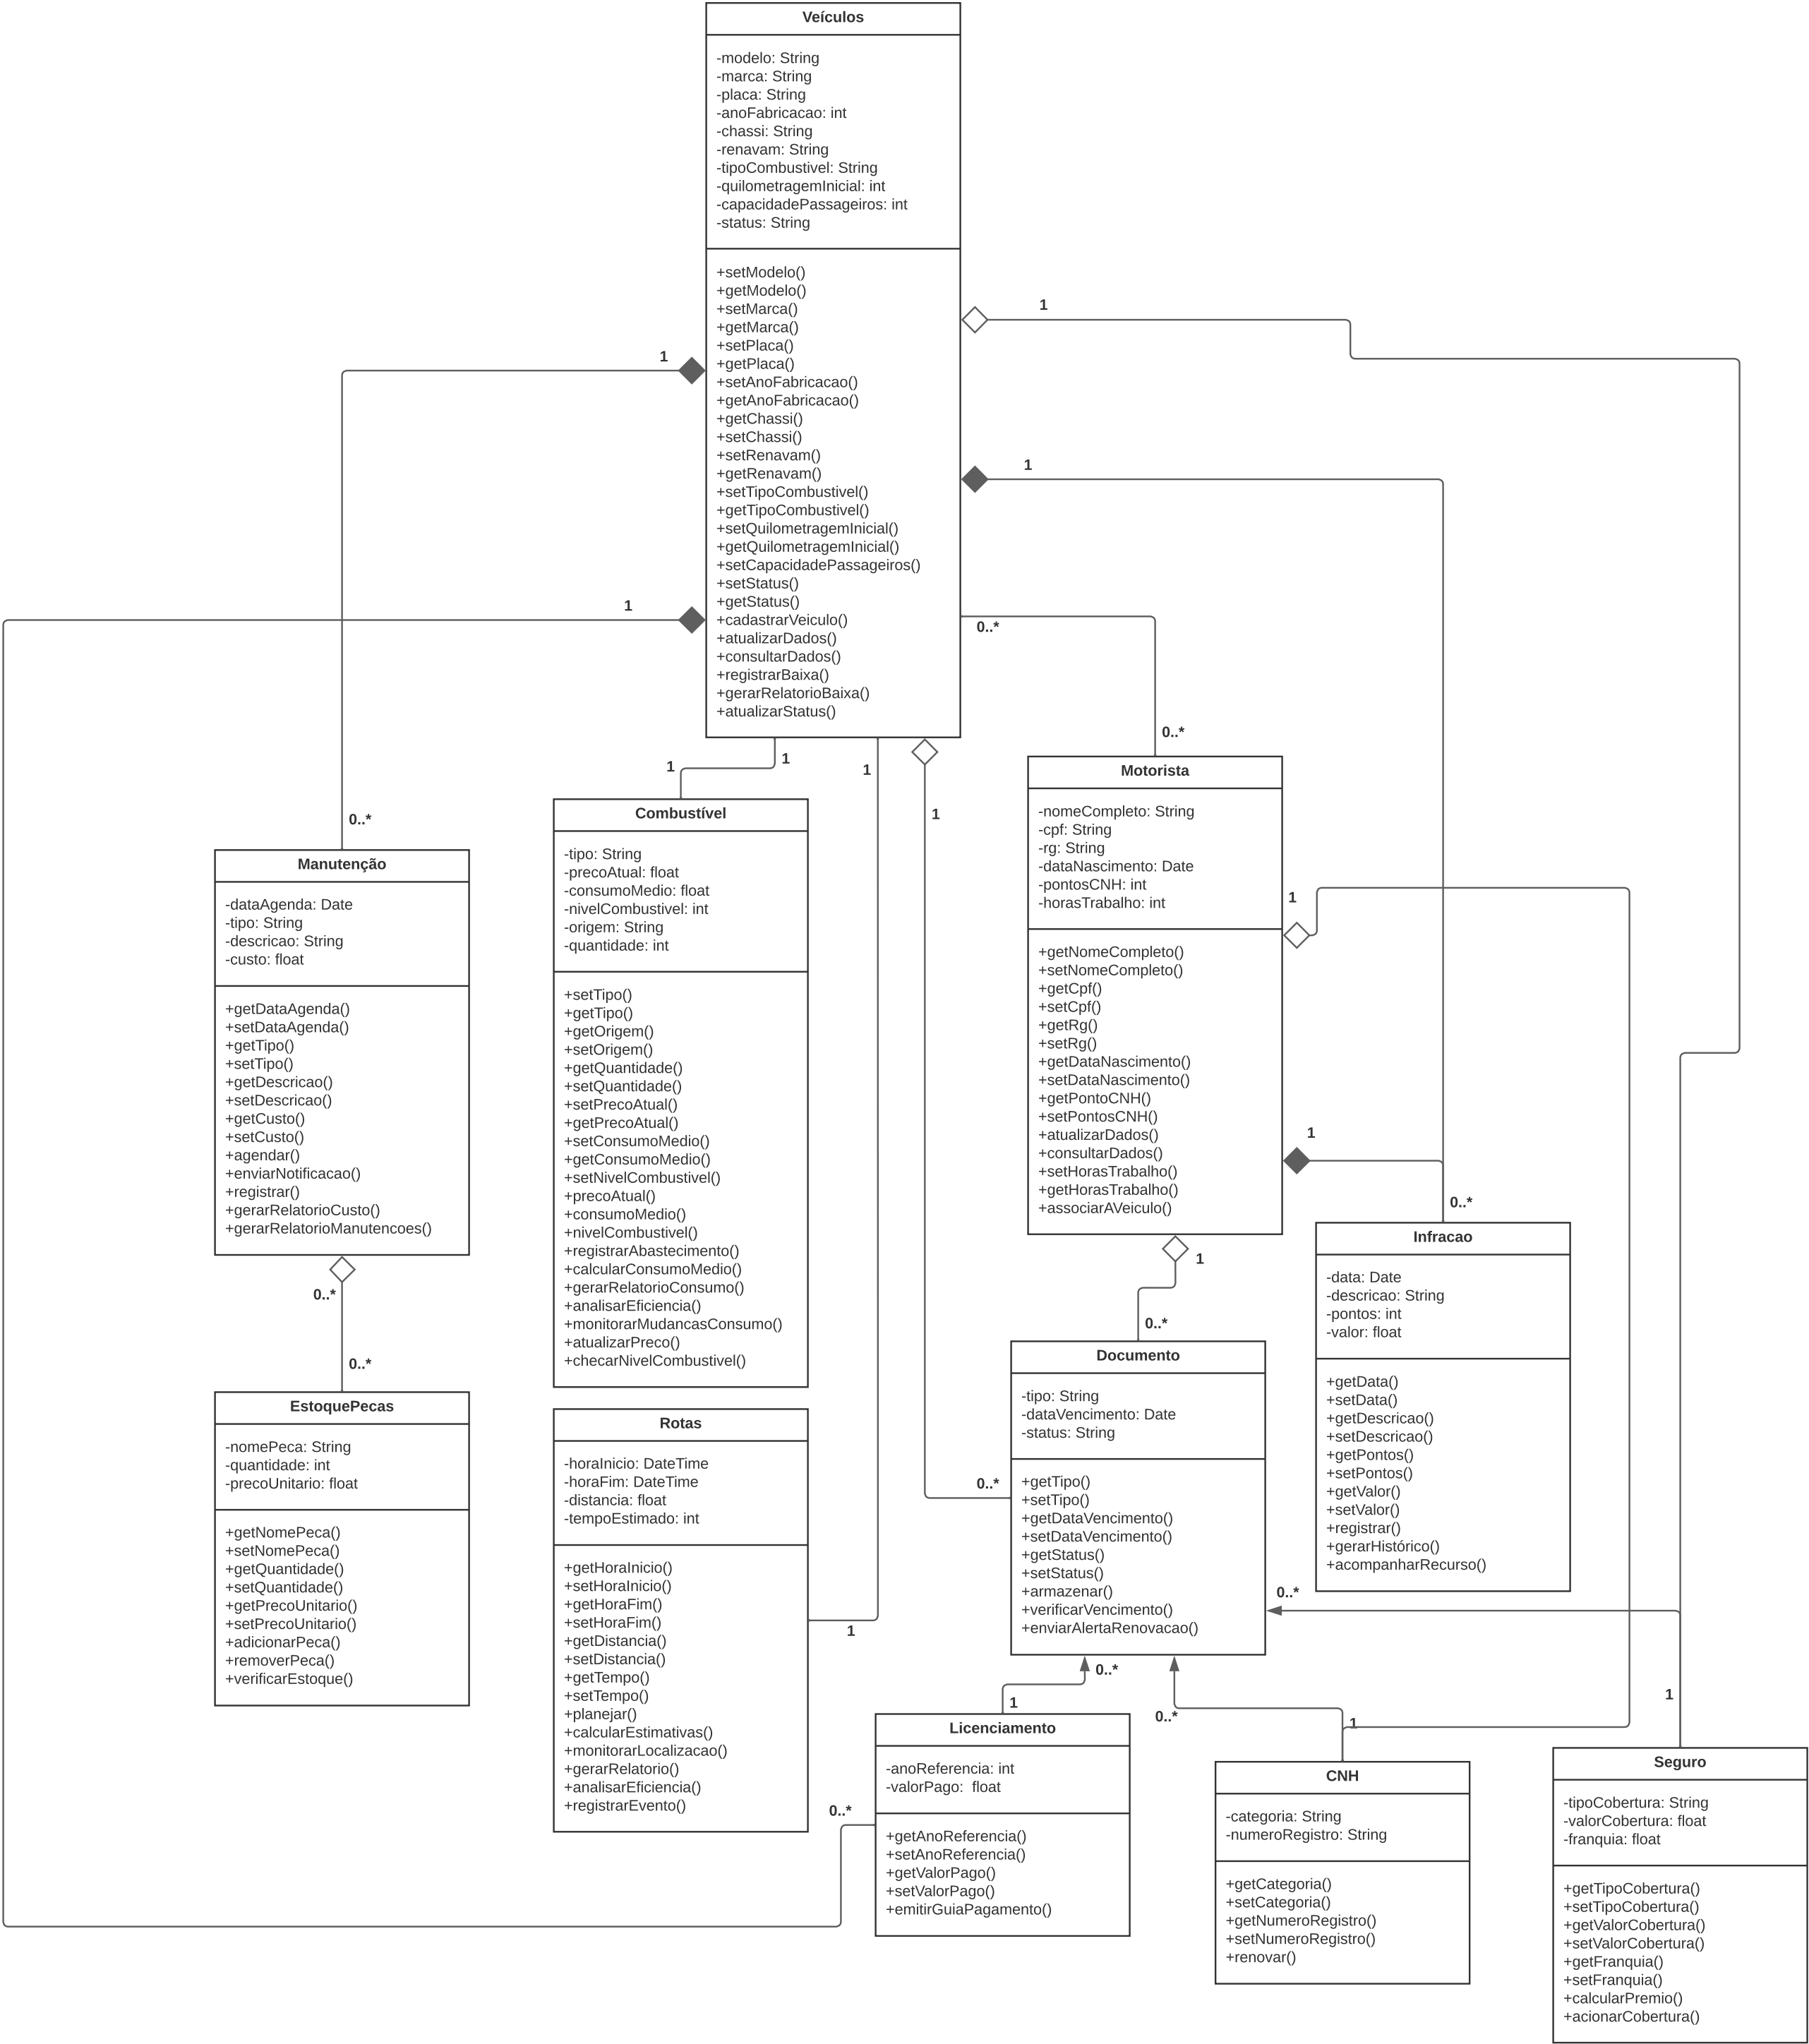 Veículos
-modelo: String
-marca: String
-placa: String
-anoFabricacao: int
-chassi: String
-renavam: String
-tipoCombustivel: String
-quilometragemInicial: int
-capacidadePassageiros: int
-status: String
+setModelo()
+getModelo()
+setMarca()
+getMarca()
+setPlaca()
+getPlaca()
+setAnoFabricacao()
+getAnoFabricacao()
+getChassi()
+setChassi()
+setRenavam()
+getRenavam()
+setTipoCombustivel()
+getTipoCombustivel()
+setQuilometragemInicial()
+getQuilometragemInicial()
+setCapacidadePassageiros()
+setStatus()
+getStatus()
+cadastrarVeiculo()
+atualizarDados()
+consultarDados()
+registrarBaixa()
+gerarRelatorioBaixa()
+atualizarStatus()
1
1
1
1
0..*
0..*
1
1
1
1
0..*
Manutenção
-dataAgenda: Date
-tipo: String
-descricao: String
-custo: float
+getDataAgenda()
+setDataAgenda()
+getTipo()
+setTipo()
+getDescricao()
+setDescricao()
+getCusto()
+setCusto()
+agendar()
+enviarNotificacao()
+registrar()
+gerarRelatorioCusto()
+gerarRelatorioManutencoes()
0..*
0..*
EstoquePecas
-nomePeca: String
-quantidade: int
-precoUnitario: float
+getNomePeca()
+setNomePeca()
+getQuantidade()
+setQuantidade()
+getPrecoUnitario()
+setPrecoUnitario()
+adicionarPeca()
+removerPeca()
+verificarEstoque()
Combustível
-tipo: String
-precoAtual: float
-consumoMedio: float
-nivelCombustivel: int
-origem: String
-quantidade: int
+setTipo()
+getTipo()
+getOrigem()
+setOrigem()
+getQuantidade()
+setQuantidade()
+setPrecoAtual()
+getPrecoAtual()
+setConsumoMedio()
+getConsumoMedio()
+setNivelCombustivel()
+precoAtual()
+consumoMedio()
+nivelCombustivel()
+registrarAbastecimento()
+calcularConsumoMedio()
+gerarRelatorioConsumo()
+analisarEficiencia()
+monitorarMudancasConsumo()
+atualizarPreco()
+checarNivelCombustivel()
Rotas
-horaInicio: DateTime
-horaFim: DateTime
-distancia: float
-tempoEstimado: int
+getHoraInicio()
+setHoraInicio()
+getHoraFim()
+setHoraFim()
+getDistancia()
+setDistancia()
+getTempo()
+setTempo()
+planejar()
+calcularEstimativas()
+monitorarLocalizacao()
+gerarRelatorio()
+analisarEficiencia()
+registrarEvento()
1
Motorista
-nomeCompleto: String
-cpf: String
-rg: String
-dataNascimento: Date
-pontosCNH: int
-horasTrabalho: int
+getNomeCompleto()
+setNomeCompleto()
+getCpf()
+setCpf()
+getRg()
+setRg()
+getDataNascimento()
+setDataNascimento()
+getPontoCNH()
+setPontosCNH()
+atualizarDados()
+consultarDados()
+setHorasTrabalho()
+getHorasTrabalho()
+associarAVeiculo()
1
1
0..*
1
0..*
0..*
Infracao
-data: Date
-descricao: String
-pontos: int
-valor: float
+getData()
+setData()
+getDescricao()
+setDescricao()
+getPontos()
+setPontos()
+getValor()
+setValor()
+registrar()
+gerarHistórico()
+acompanharRecurso()
Documento
-tipo: String
-dataVencimento: Date
-status: String
+getTipo()
+setTipo()
+getDataVencimento()
+setDataVencimento()
+getStatus()
+setStatus()
+armazenar()
+verificarVencimento()
+enviarAlertaRenovacao()
0..*
0..*
0..*
1
1
1
0..*
Licenciamento
-anoReferencia: int
-valorPago:  float
+getAnoReferencia()
+setAnoReferencia()
+getValorPago()
+setValorPago()
+emitirGuiaPagamento()
CNH
-categoria: String
-numeroRegistro: String
+getCategoria()
+setCategoria()
+getNumeroRegistro()
+setNumeroRegistro()
+renovar()
Seguro
-tipoCobertura: String
-valorCobertura: float
-franquia: float
+getTipoCobertura()
+setTipoCobertura()
+getValorCobertura()
+setValorCobertura()
+getFranquia()
+setFranquia()
+calcularPremio()
+acionarCobertura()